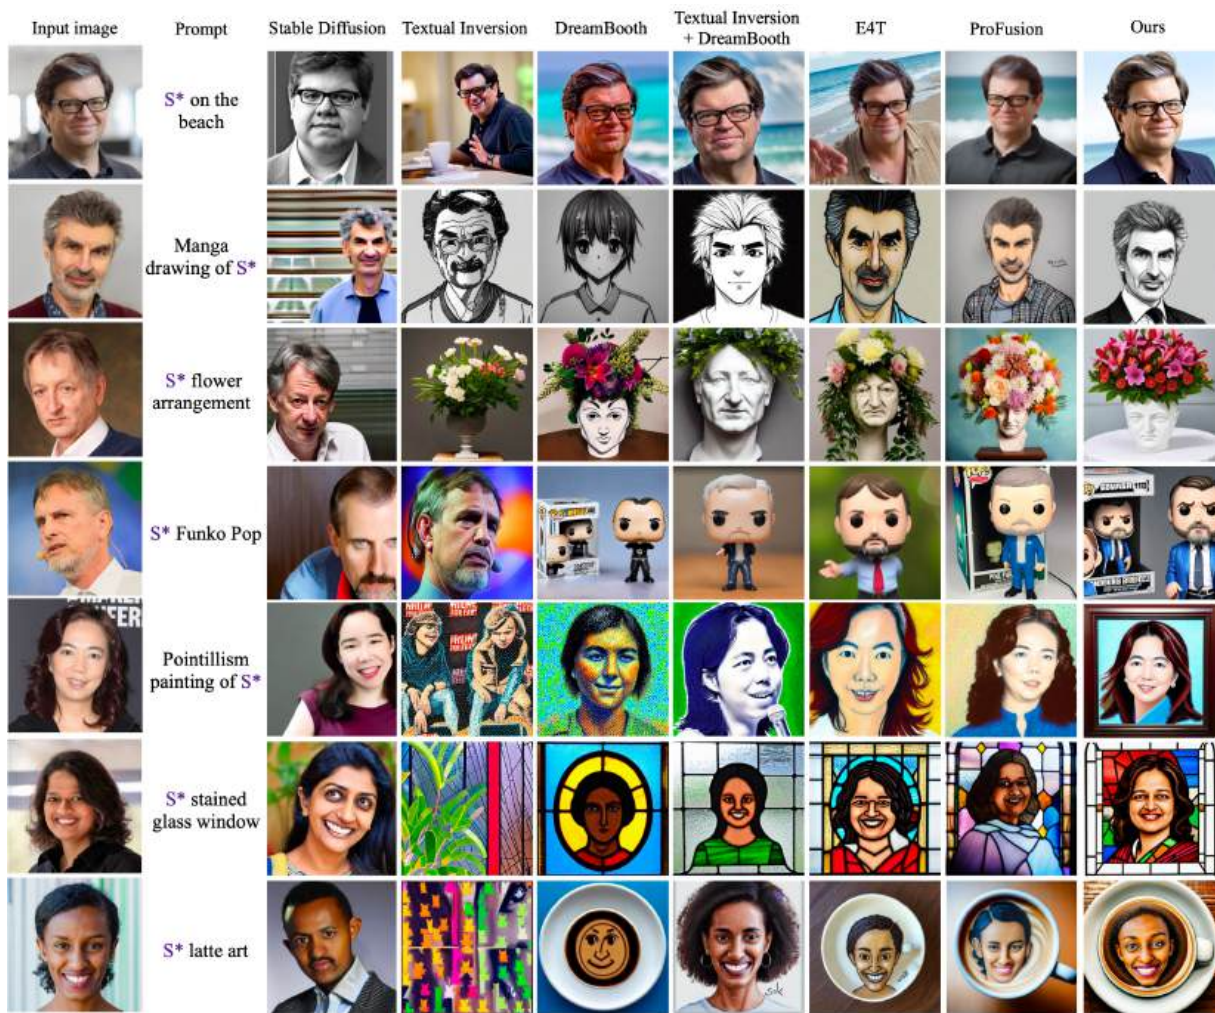 Input image
Prompt
Stable Diffusion
Textual Inversion
DreamBooth
Textual Inversion
+ DreamBooth
E4T
ProFusion
Ours
S* on the
beach
Manga
drawing of S*
S* flower
arrangement
S* Funko Pop
Pointillism
painting of S*
S* stained
glass window
S* latte art